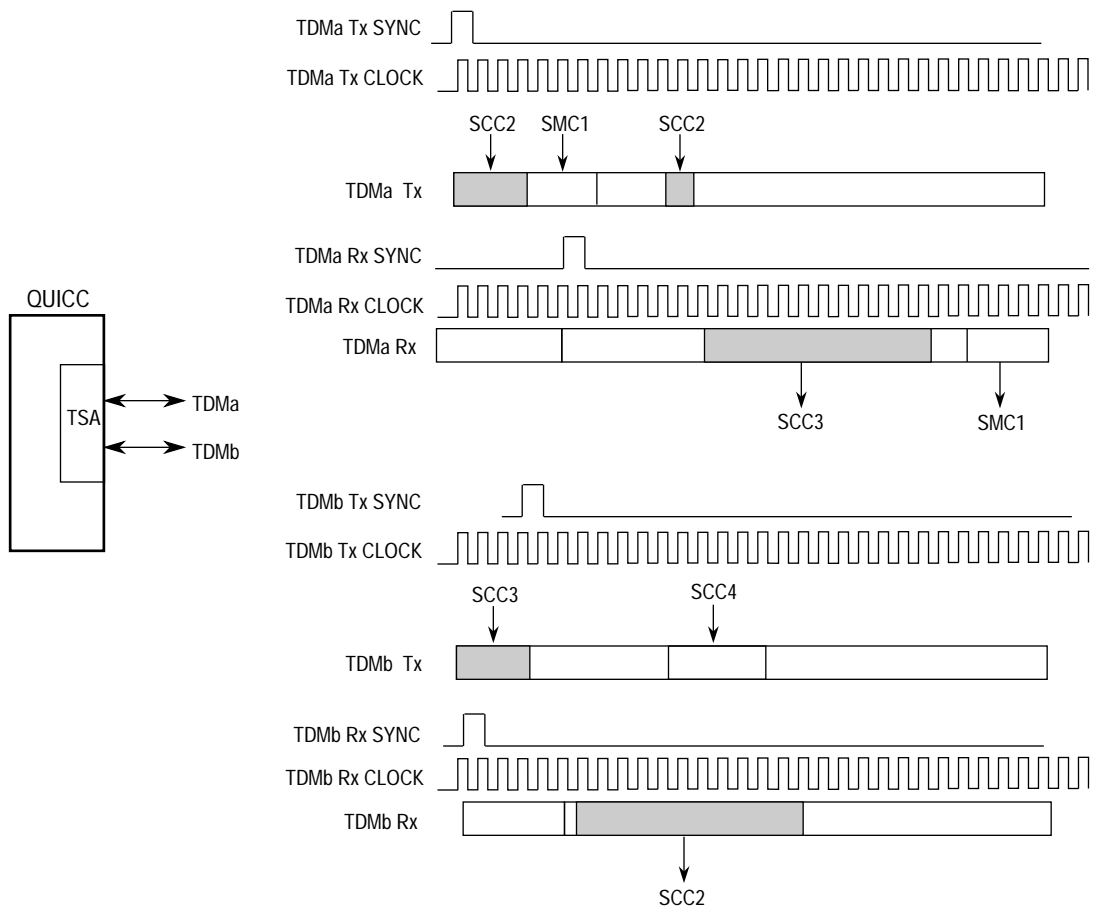 TDMa Tx SYNC
TDMa Tx CLOCK
SCC2 SMC1 SCC2
TDMa Tx
TDMa Rx SYNC
TDMa Rx CLOCK
TDMa Rx
SCC3 SMC1
QUICC
TSA
TDMa
TDMb
TDMb Tx SYNC
TDMb Tx CLOCK
SCC3 SCC4
TDMb Tx
TDMb Rx SYNC
TDMb Rx CLOCK
TDMb Rx
SCC2